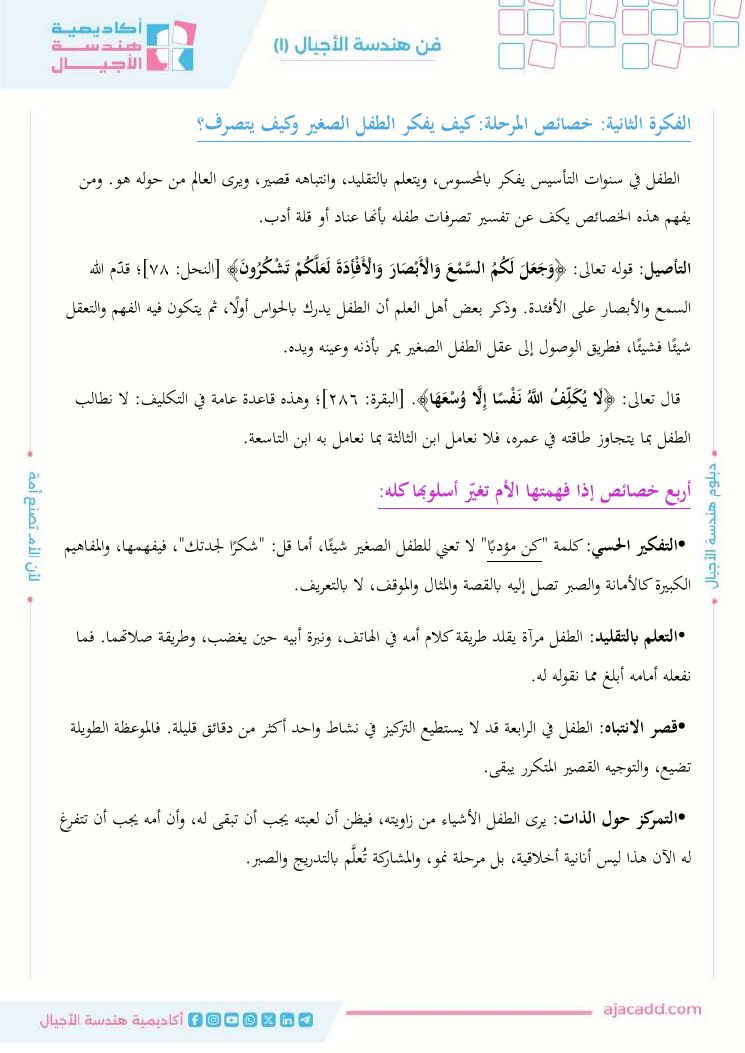 أكاديمية
هندسة
الأجيال
فن هندسة الأجيال (١)
الفكرة الثانية: خصائص المرحلة: كيف يفكر الطفل الصغير وكيف يتصرف؟
الطفل في سنوات التأسيس يفكر بالمحسوس، ويتعلم بالتقليد، وانتباهه قصير، ويرى العالم من حوله هو. ومن
يفهم هذه الخصائص يكف عن تفسير تصرفات طفله بأنها عناد أو قلة أدب.
التأصيل: قوله تعالى: ﴿وَجَعَلَ لَكُمُ السَّمْعَ وَالْأَبْصَارَ وَالْأَفْئِدَةَ لَعَلَّكُمْ تَشْكُرُونَ﴾ [النحل: ٧٨]؛ قدّم الله
السمع والأبصار على الأفئدة. وذكر بعض أهل العلم أن الطفل يدرك بالحواس أولًا، ثم يتكون فيه الفهم والتعقل
شيئًا فشيئًا، فطريق الوصول إلى عقل الطفل الصغير يمر بأذنه وعينه ويده.
قال تعالى: ﴿لَا يُكَلِّفُ اللَّهُ نَفْسًا إِلَّا وُسْعَهَا﴾. [البقرة: ٢٨٦]؛ وهذه قاعدة عامة في التكليف: لا نطالب
الطفل بما يتجاوز طاقته في عمره، فلا نعامل ابن الثالثة بما نعامل به ابن التاسعة.
أربع خصائص إذا فهمتها الأم تغيّر أسلوبها كله:
•التفكير الحسي: كلمة "كن مؤدبًا" لا تعني للطفل الصغير شيئًا، أما قل: "شكرًا لجدتك"، فيفهمها، والمفاهيم
الكبيرة كالأمانة والصبر تصل إليه بالقصة والمثال والموقف، لا بالتعريف.
•التعلم بالتقليد: الطفل مرآة يقلد طريقة كلام أمه في الهاتف، ونبرة أبيه حين يغضب، وطريقة صلاتهما. فما
نفعله أمامه أبلغ مما نقوله له.
•قصر الانتباه: الطفل في الرابعة قد لا يستطيع التركيز في نشاط واحد أكثر من دقائق قليلة. فالموعظة الطويلة
تضيع، والتوجيه القصير المتكرر يبقى.
•التمركز حول الذات: يرى الطفل الأشياء من زاويته، فيظن أن لعبته يجب أن تبقى له، وأن أمه يجب أن تتفرغ
له الآن هذا ليس أنانية أخلاقية، بل مرحلة نمو، والمشاركة تُعلَّم بالتدريج والصبر.
دبلوم هندسة الأجيال
لأن الأم تصنع أمة
أكاديمية هندسة الأجيال
ajacadd.com